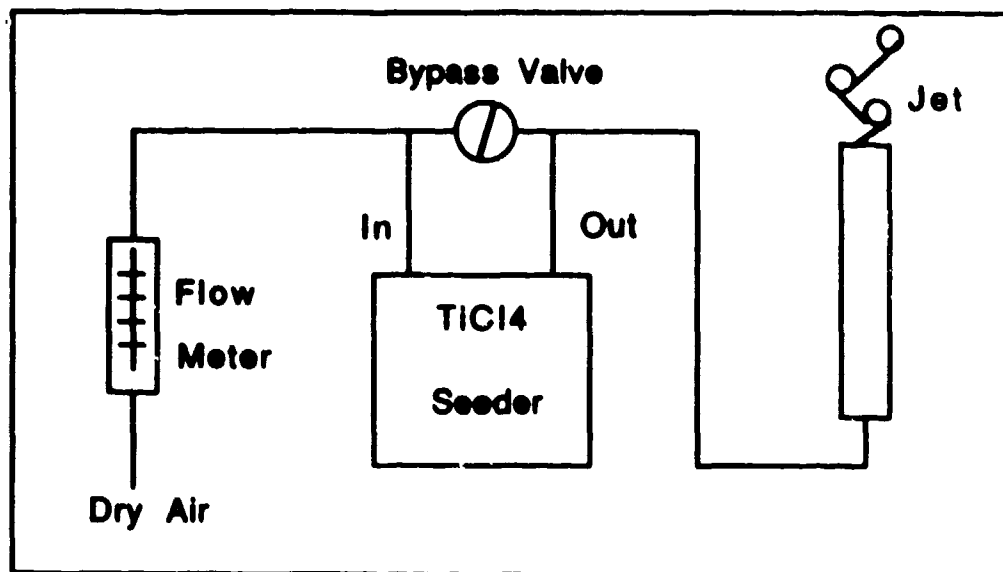 Bypass Valve
Jet
In
Out
Flow
Meter
TiCl4
Seeder
Dry Air